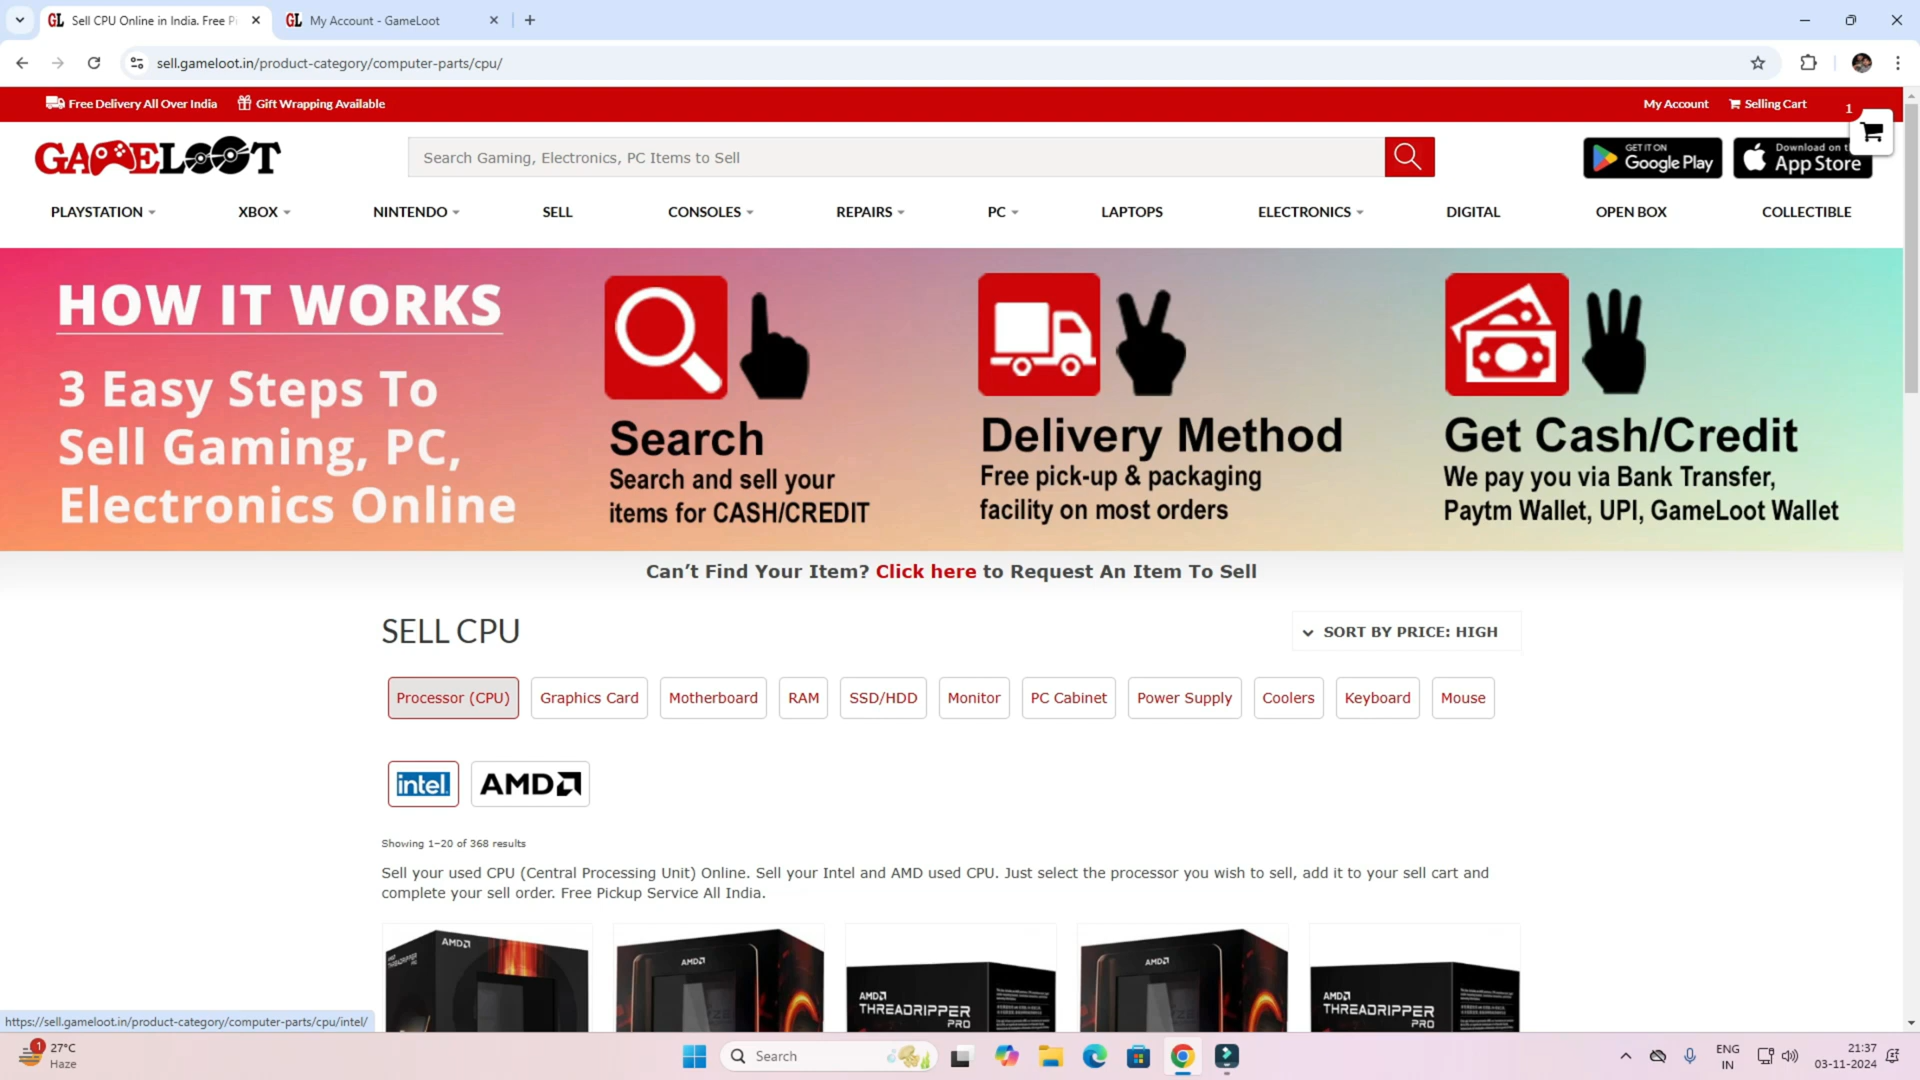 GL Sell CPU Online in India. Free P
GL My Account - GameLoot
sell.gameloot.in/product-category/computer-parts/cpu/
Free Delivery All Over India
Gift Wrapping Available
My Account
Selling Cart
1
GAMELOOT
Search Gaming, Electronics, PC Items to Sell
GET IT ON
Google Play
Download on t
App Store
PLAYSTATION
XBOX
NINTENDO
SELL
CONSOLES
REPAIRS
PC
LAPTOPS
ELECTRONICS
DIGITAL
OPEN BOX
COLLECTIBLE
HOW IT WORKS
3 Easy Steps To
Sell Gaming, PC,
Electronics Online
Search
Search and sell your
items for CASH/CREDIT
Delivery Method
Free pick-up & packaging
facility on most orders
Get Cash/Credit
We pay you via Bank Transfer,
Paytm Wallet, UPI, GameLoot Wallet
Can't Find Your Item? Click here to Request An Item To Sell
SELL CPU
SORT BY PRICE: HIGH
Processor (CPU)
Graphics Card
Motherboard
RAM
SSD/HDD
Monitor
PC Cabinet
Power Supply
Coolers
Keyboard
Mouse
intel.
AMD
Showing 1–20 of 368 results
Sell your used CPU (Central Processing Unit) Online. Sell your Intel and AMD used CPU. Just select the processor you wish to sell, add it to your sell cart and
complete your sell order. Free Pickup Service All India.
AMD
AMD
AMD
THREADRIPPER
PRO
AMD
AMD
THREADRIPPER
PRO
https://sell.gameloot.in/product-category/computer-parts/cpu/intel/
1
27°C
Haze
Search
ENG
IN
21:37
03-11-2024